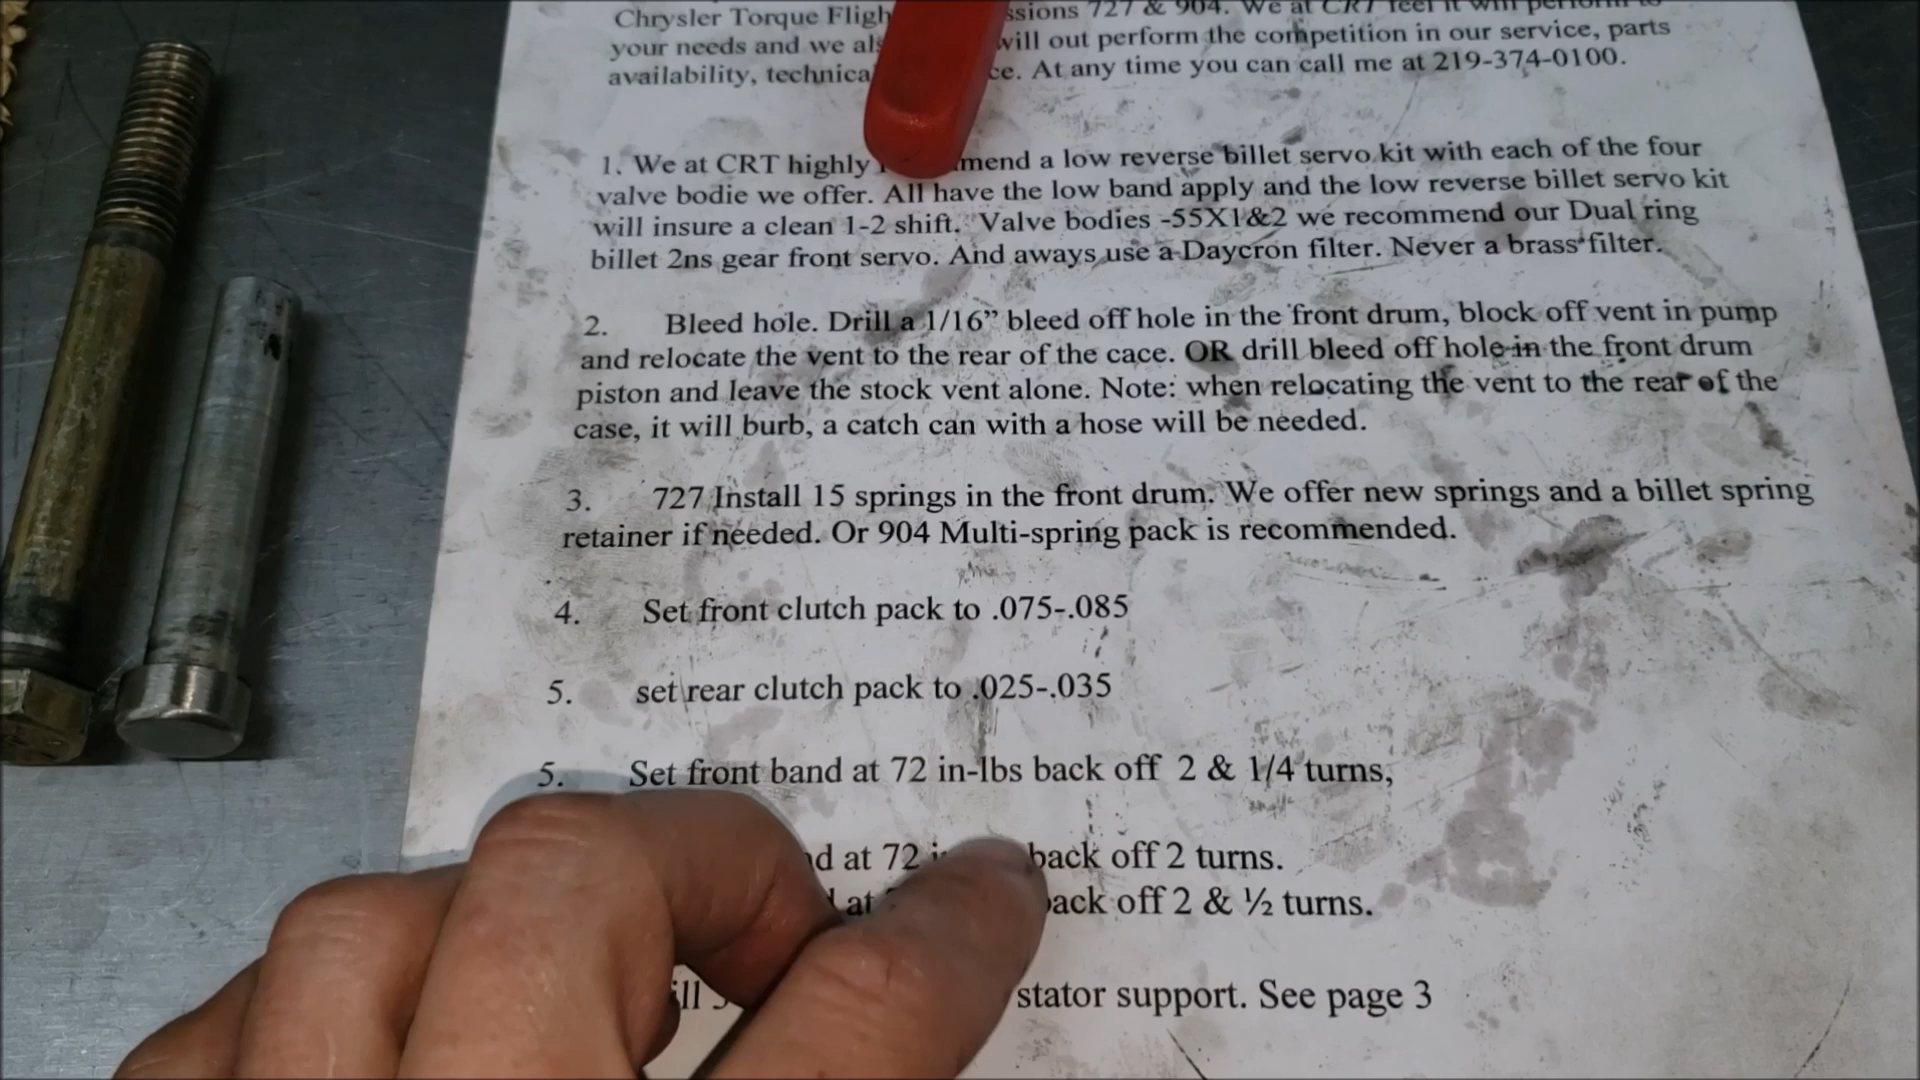 Chrysler Torque 727 & 904. We at CRT feel it will perform to
your needs and we will out perform the competition in our service, parts
availability, At any time you can call me at 219-374-0100.
1. We at CRT highly a low reverse billet servo kit with each of the four
valve bodie we offer. All have the low band apply and the low reverse billet servo kit
will insure a clean 1-2 shift. Valve bodies -55X1&2 we recommend our Dual ring
billet 2ns gear front servo. And aways use a Daycron filter. Never a brass filter.
2. Bleed hole. Drill a 1/16” bleed off hole in the front drum, block off vent in pump
and relocate the vent to the rear of the cace. OR drill bleed off hole in the front drum
piston and leave the stock vent alone. Note: when relocating the vent to the rear of the
case, it will burb, a catch can with a hose will be needed.
3. 727 Install 15 springs in the front drum. We offer new springs and a billet spring
retainer if needed. Or 904 Multi-spring pack is recommended.
4. Set front clutch pack to .075-.085
5. set rear clutch pack to .025-.035
5. Set front band at 72 in-lbs back off 2 & 1/4 turns,
at 72 back off 2 turns.
at back off 2 & ½ turns.
stator support. See page 3